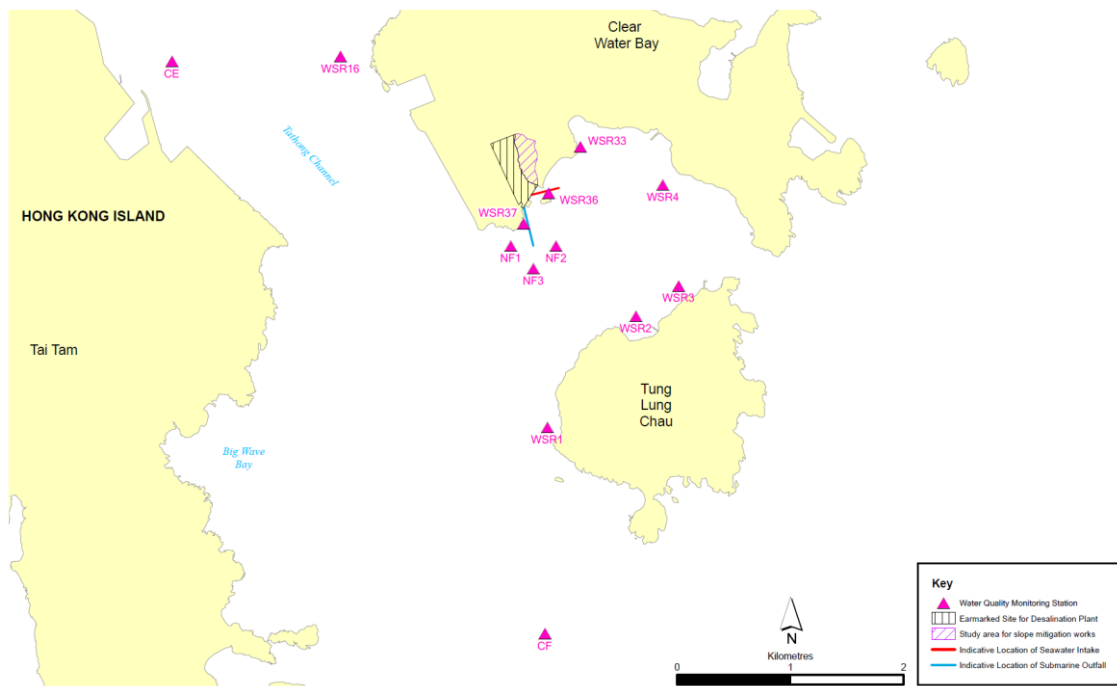 Clear
Water Bay
CE
WSR16
Tathong Channel
WSR33
WSR4
WSR36
HONG KONG ISLAND
WSR37
NF1
NF2
NF3
WSR3
WSR2
Tai Tam
Tung
Lung
Chau
WSR1
Big Wave
Bay
CF
N
Kilometres
0
1
2
Key
Water Quality Monitoring Station
Earmarked Site for Desalination Plant
Study area for slope mitigation works
Indicative Location of Seawater Intake
Indicative Location of Submarine Outfall